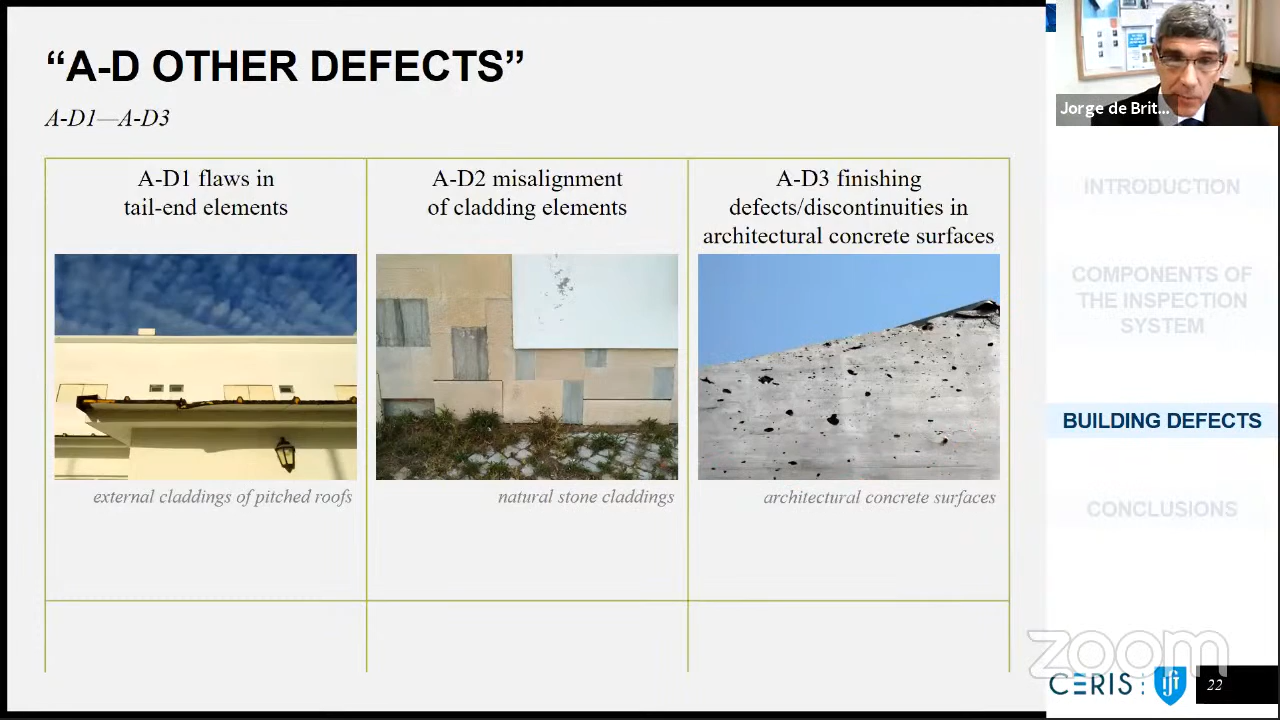 “A-D OTHER DEFECTS”
A-D1—A-D3
A-D1 flaws in
tail-end elements
external claddings of pitched roofs
A-D2 misalignment
of cladding elements
natural stone claddings
A-D3 finishing
defects/discontinuities in
architectural concrete surfaces
architectural concrete surfaces
Jorge de Brit...
INTRODUCTION
COMPONENTS OF
THE INSPECTION
SYSTEM
BUILDING DEFECTS
CONCLUSIONS
zoom
CERIS
22